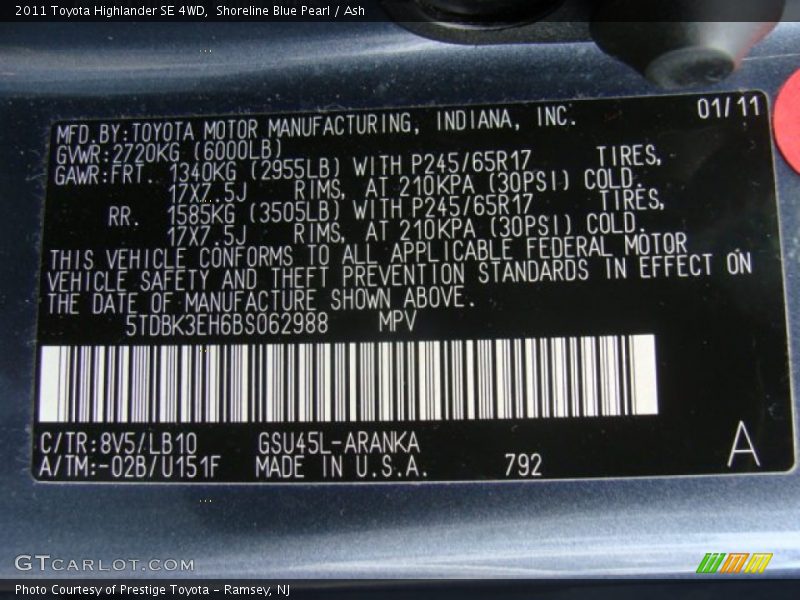 2011 Toyota Highlander SE 4WD,  Shoreline Blue Pearl / Ash
01/11
MFD.BY:TOYOTA MOTOR MANUFACTURING, INDIANA, INC.
GVWR:2720KG (6000LB)
GAWR:FRT. 1340KG (2955LB) WITH P245/65R17 TIRES,
17X7.5J RIMS, AT 210KPA (30PSI) COLD.
RR. 1585KG (3505LB) WITH P245/65R17 TIRES,
17X7.5J RIMS, AT 210KPA (30PSI) COLD.
THIS VEHICLE CONFORMS TO ALL APPLICABLE FEDERAL MOTOR
VEHICLE SAFETY AND THEFT PREVENTION STANDARDS IN EFFECT ON
THE DATE OF MANUFACTURE SHOWN ABOVE.
5TDBK3EH6BS062988 MPV
C/TR:8V5/LB10 GSU45L-ARANKA
A/TM:-02B/U151F MADE IN U.S.A. 792
A
GTCARLOT.COM
Photo Courtesy of Prestige Toyota - Ramsey, NJ